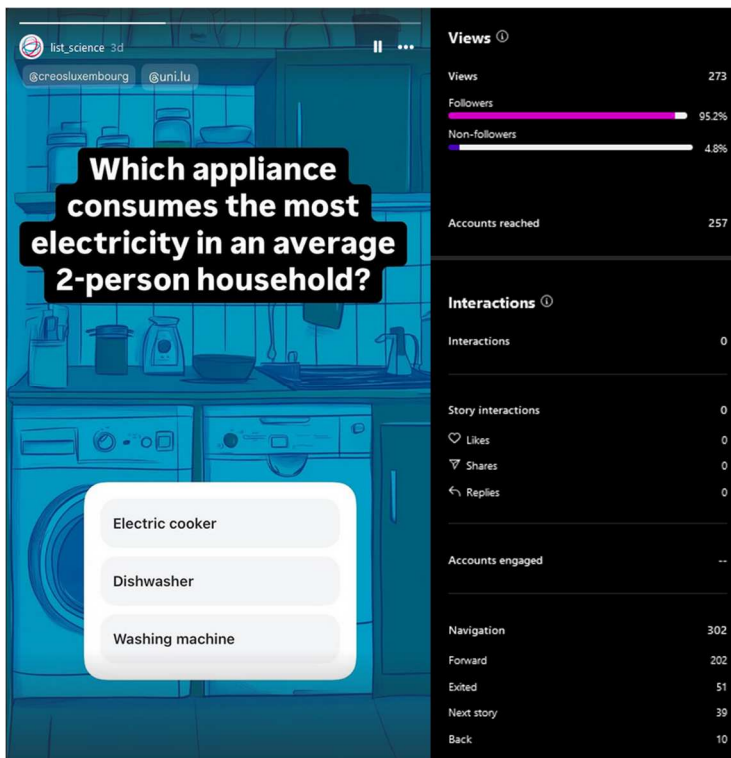 list_science 3d
@creosluxembourg @uni.lu
Which appliance
consumes the most
electricity in an average
2-person household?
Electric cooker
Dishwasher
Washing machine
Views
Views 273
Followers
95.2%
Non-followers
4.8%
Accounts reached 257
Interactions
Interactions 0
Story interactions 0
Likes 0
Shares 0
Replies 0
Accounts engaged --
Navigation 302
Forward 202
Exited 51
Next story 39
Back 10